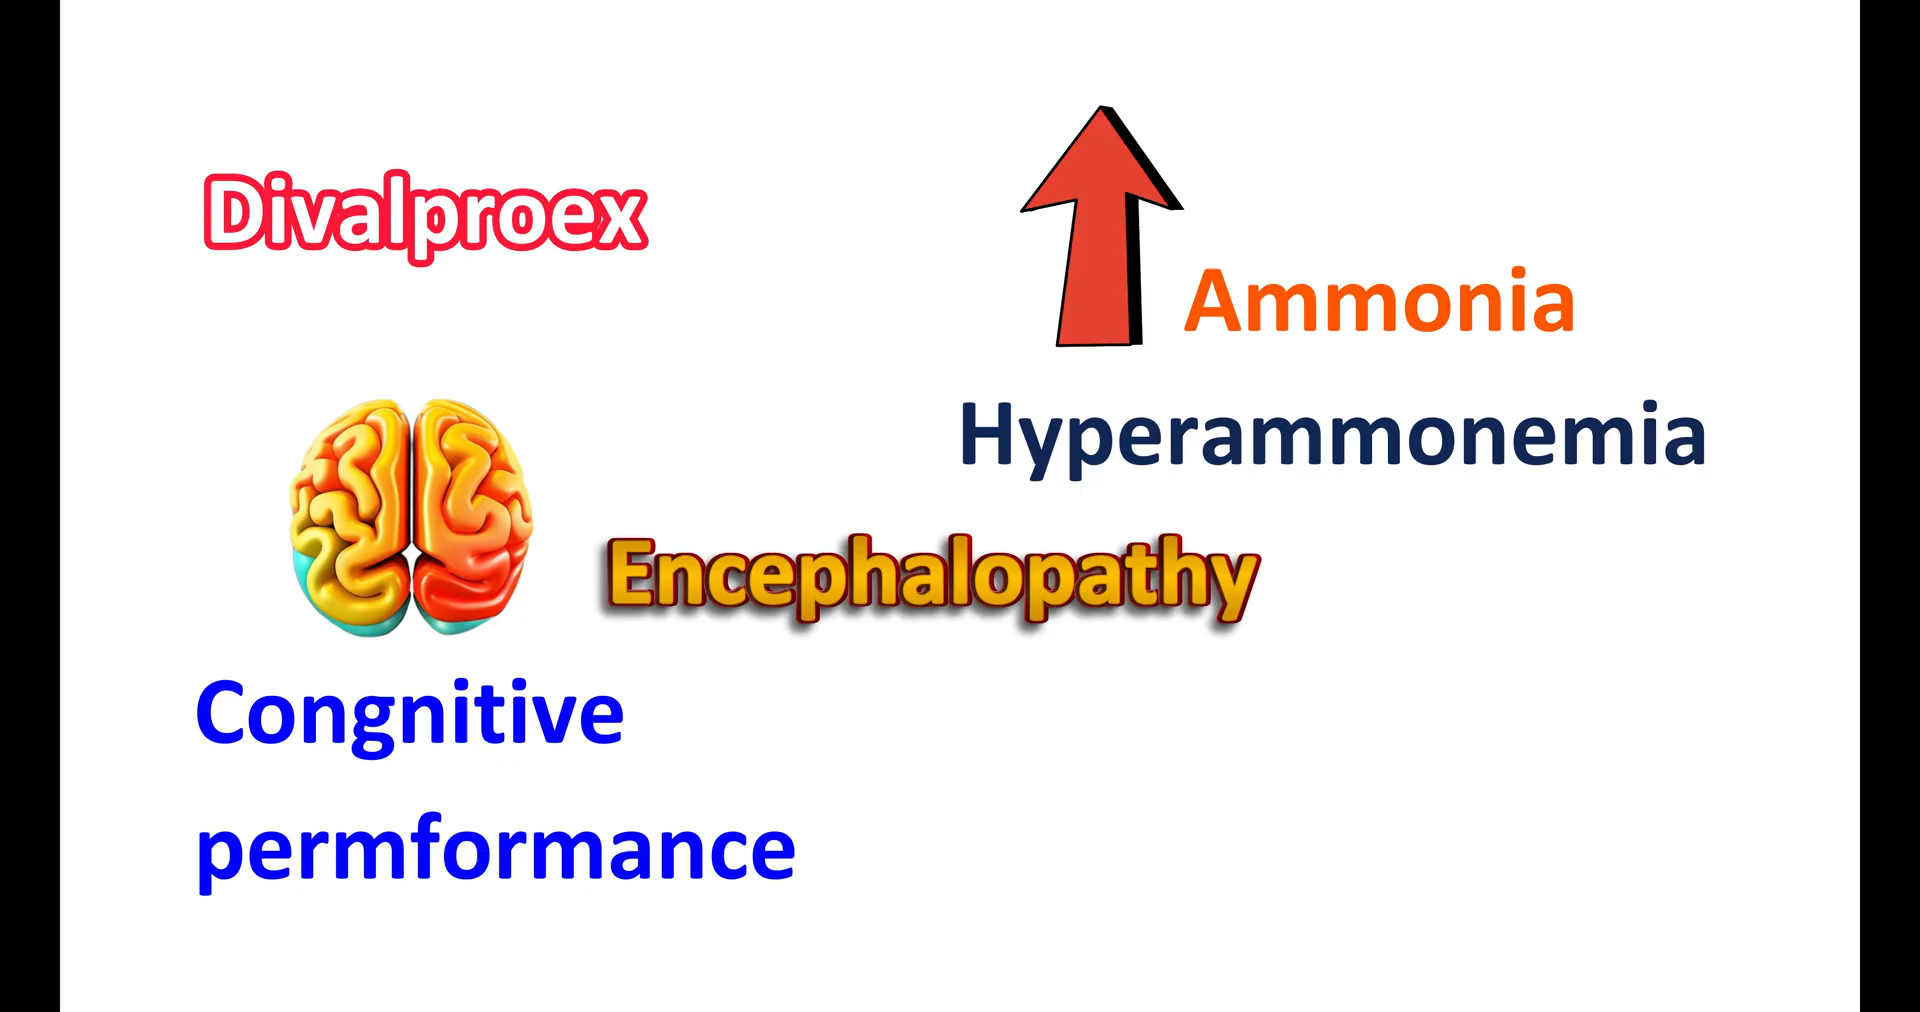 Divalproex
Ammonia
Hyperammonemia
Encephalopathy
Congnitive
permformance